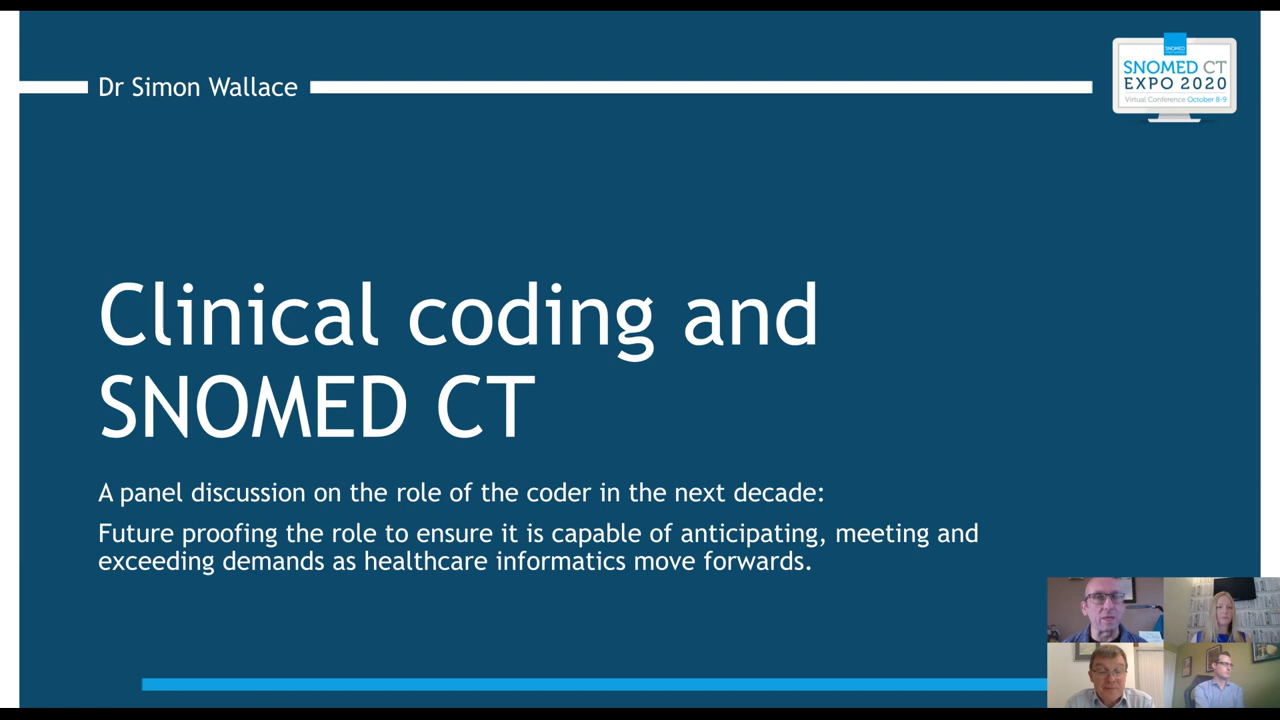 Dr Simon Wallace
SNOMED
SNOMED CT
EXPO 2020
Virtual Conference October 8-9
Clinical coding and
SNOMED CT
A panel discussion on the role of the coder in the next decade:
Future proofing the role to ensure it is capable of anticipating, meeting and
exceeding demands as healthcare informatics move forwards.